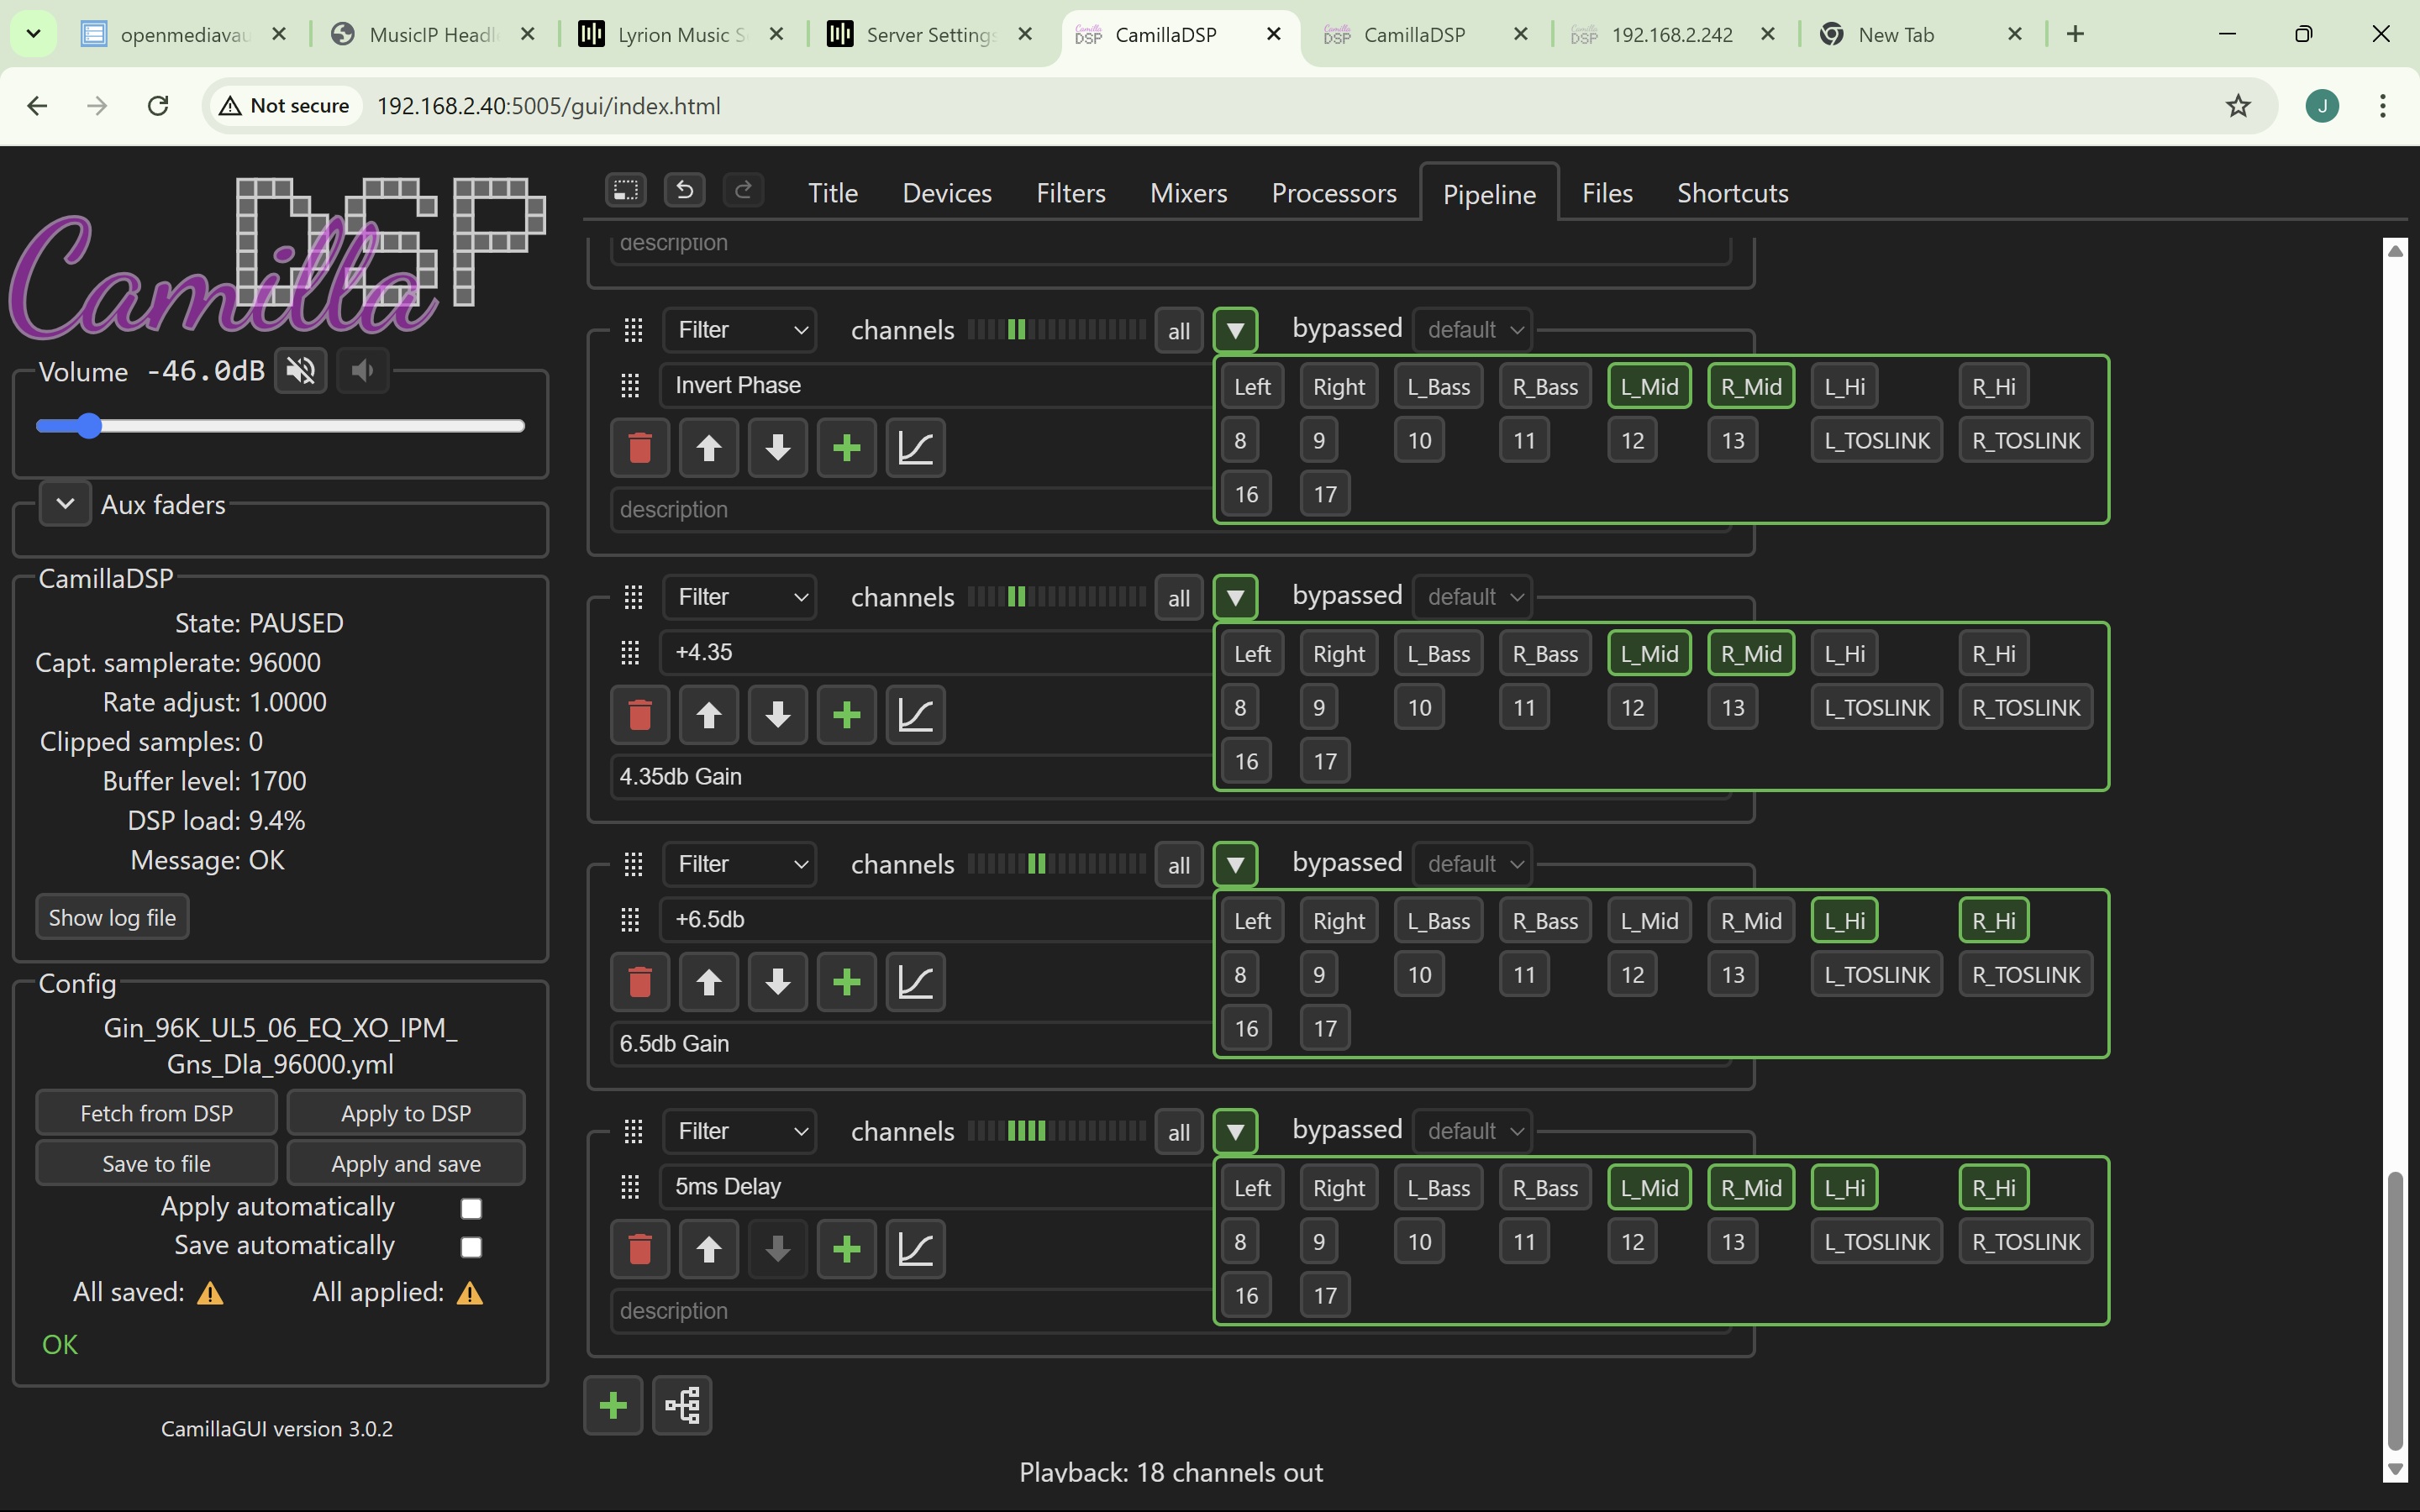 openmediavau
MusicIP Headl
Lyrion Music S
Server Settings
CamillaDSP
CamillaDSP
192.168.2.242
New Tab
Not secure
192.168.2.40:5005/gui/index.html
J
Camilla DSP
Title Devices Filters Mixers Processors Pipeline Files Shortcuts
Volume -46.0dB
Aux faders
CamillaDSP
State: PAUSED
Capt. samplerate: 96000
Rate adjust: 1.0000
Clipped samples: 0
Buffer level: 1700
DSP load: 9.4%
Message: OK
Show log file
Config
Gin_96K_UL5_06_EQ_XO_IPM_
Gns_Dla_96000.yml
Fetch from DSP Apply to DSP
Save to file Apply and save
Apply automatically
Save automatically
All saved: All applied:
OK
CamillaGUI version 3.0.2
description
Filter channels all bypassed default
Invert Phase
Left Right L_Bass R_Bass L_Mid R_Mid L_Hi R_Hi
8 9 10 11 12 13 L_TOSLINK R_TOSLINK
16 17
description
Filter channels all bypassed default
+4.35
Left Right L_Bass R_Bass L_Mid R_Mid L_Hi R_Hi
8 9 10 11 12 13 L_TOSLINK R_TOSLINK
16 17
4.35db Gain
Filter channels all bypassed default
+6.5db
Left Right L_Bass R_Bass L_Mid R_Mid L_Hi R_Hi
8 9 10 11 12 13 L_TOSLINK R_TOSLINK
16 17
6.5db Gain
Filter channels all bypassed default
5ms Delay
Left Right L_Bass R_Bass L_Mid R_Mid L_Hi R_Hi
8 9 10 11 12 13 L_TOSLINK R_TOSLINK
16 17
description
Playback: 18 channels out